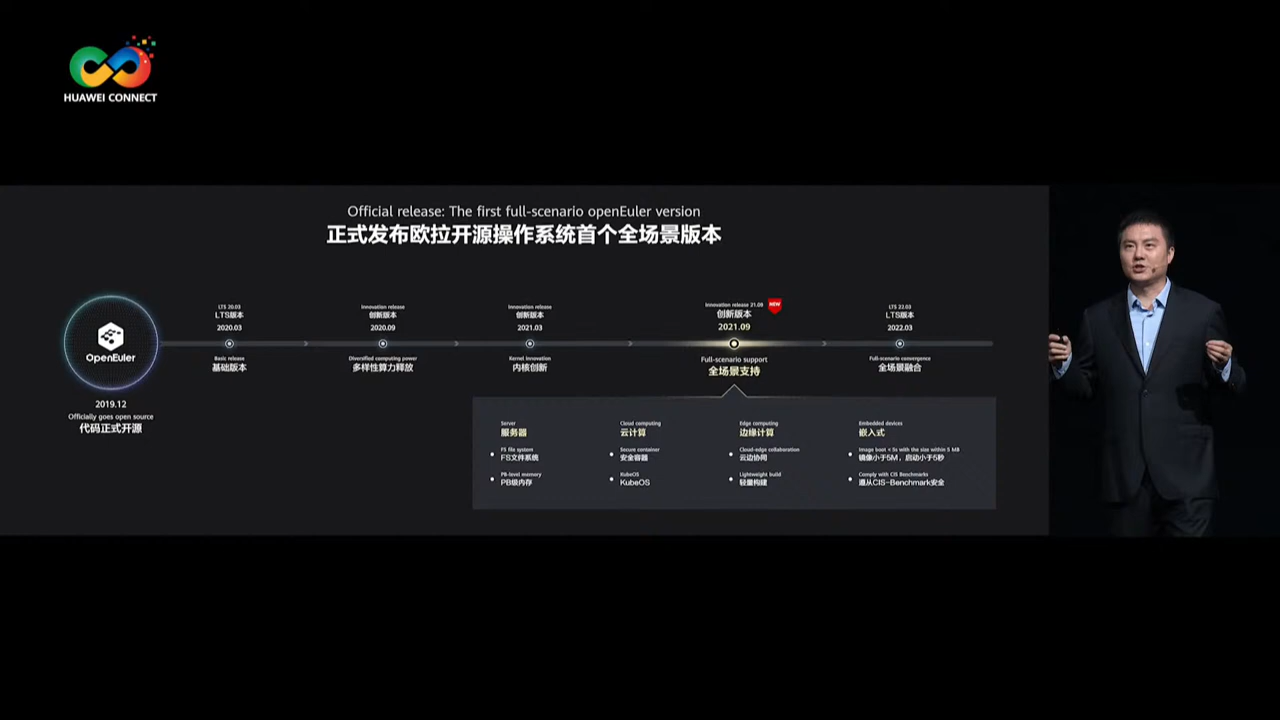 HUAWEI CONNECT
Official release: The first full-scenario openEuler version
正式发布欧拉开源操作系统首个全场景版本
OpenEuler
2019.12
Officially goes open source
代码正式开源
LTS 20.03
LTS版本
2020.03
Basic release
基础版本
Innovation release
创新版本
2020.09
Diversified computing power
多样性算力释放
Innovation release
创新版本
2021.03
Kernel innovation
内核创新
Innovation release 21.09
NEW
创新版本
2021.09
Full-scenario support
全场景支持
LTS 22.03
LTS版本
2022.03
Full-scenario convergence
全场景融合
Server
服务器
FS file system
FS文件系统
PB-level memory
PB级内存
Cloud computing
云计算
Secure container
安全容器
KubeOS
KubeOS
Edge computing
边缘计算
Cloud-edge collaboration
云边协同
Lightweight build
轻量构建
Embedded devices
嵌入式
Image boot < 5s with the size within 5 MB
镜像小于5M，启动小于5秒
Comply with CIS Benchmarks
遵从CIS-Benchmark安全